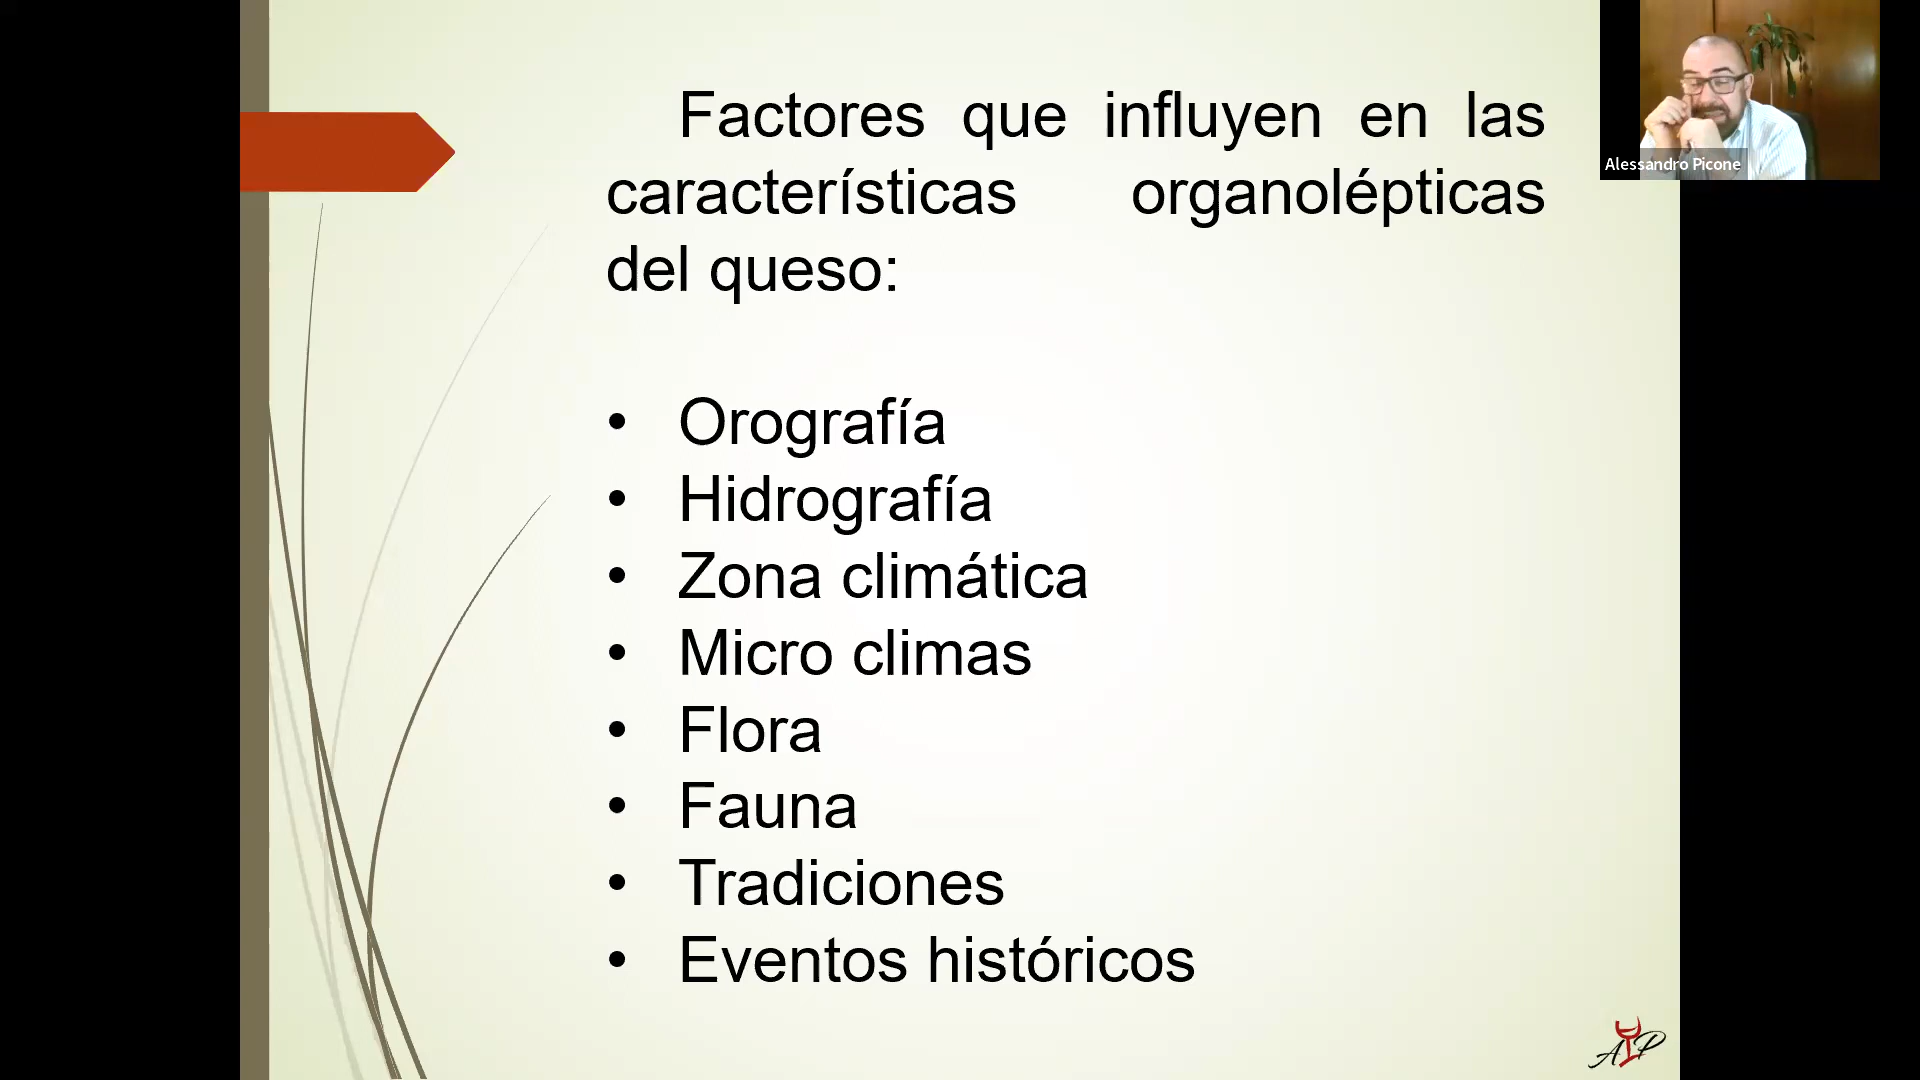 Factores que influyen en las
características organolépticas
del queso:
• Orografía
• Hidrografía
• Zona climática
• Micro climas
• Flora
• Fauna
• Tradiciones
• Eventos históricos
Alessandro Picone
AP